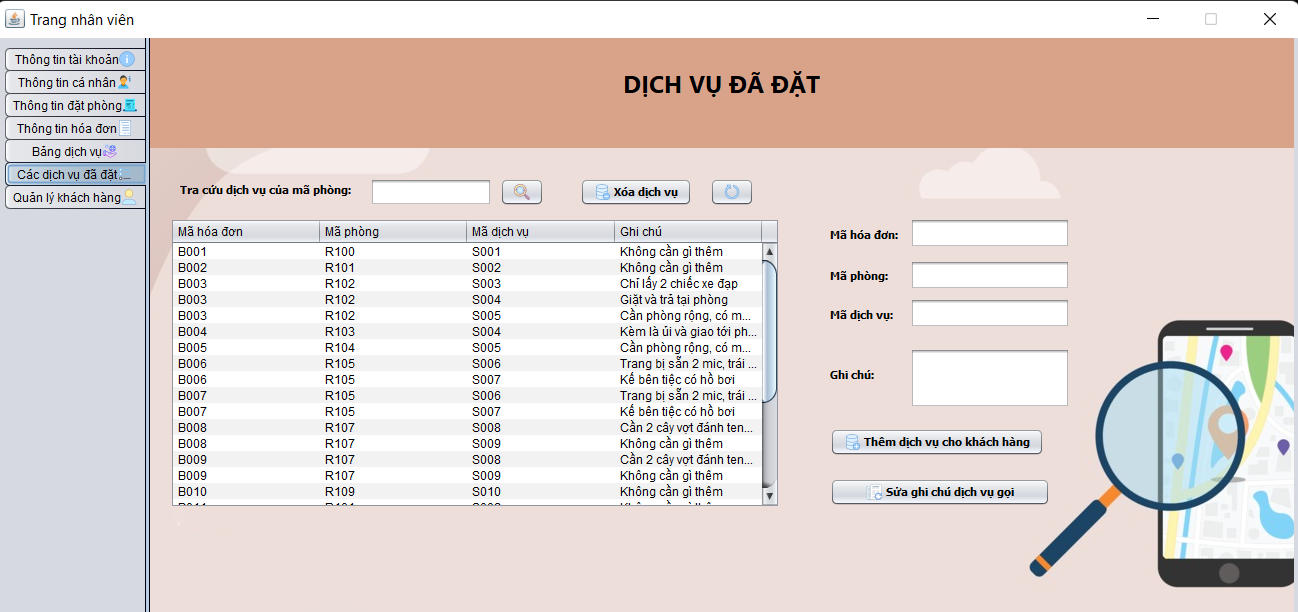 Trang nhân viên
Thông tin tài khoản
Thông tin cá nhân
Thông tin đặt phòng
Thông tin hóa đơn
Bảng dịch vụ
Các dịch vụ đã đặt
Quản lý khách hàng
DỊCH VỤ ĐÃ ĐẶT
Tra cứu dịch vụ của mã phòng:
Xóa dịch vụ
Mã hóa đơn Mã phòng Mã dịch vụ Ghi chú
B001 R100 S001 Không cần gì thêm
B002 R101 S002 Không cần gì thêm
B003 R102 S003 Chỉ lấy 2 chiếc xe đạp
B003 R102 S004 Giặt và trả tại phòng
B003 R102 S005 Cần phòng rộng, có m...
B004 R103 S004 Kèm là ủi và giao tới ph...
B005 R104 S005 Cần phòng rộng, có m...
B006 R105 S006 Trang bị sẵn 2 mic, trái ...
B006 R105 S007 Kế bên tiệc có hồ bơi
B007 R105 S006 Trang bị sẵn 2 mic, trái ...
B007 R105 S007 Kế bên tiệc có hồ bơi
B008 R107 S008 Cần 2 cây vợt đánh ten...
B008 R107 S009 Không cần gì thêm
B009 R107 S008 Cần 2 cây vợt đánh ten...
B009 R107 S009 Không cần gì thêm
B010 R109 S010 Không cần gì thêm
Mã hóa đơn:
Mã phòng:
Mã dịch vụ:
Ghi chú:
Thêm dịch vụ cho khách hàng
Sửa ghi chú dịch vụ gọi